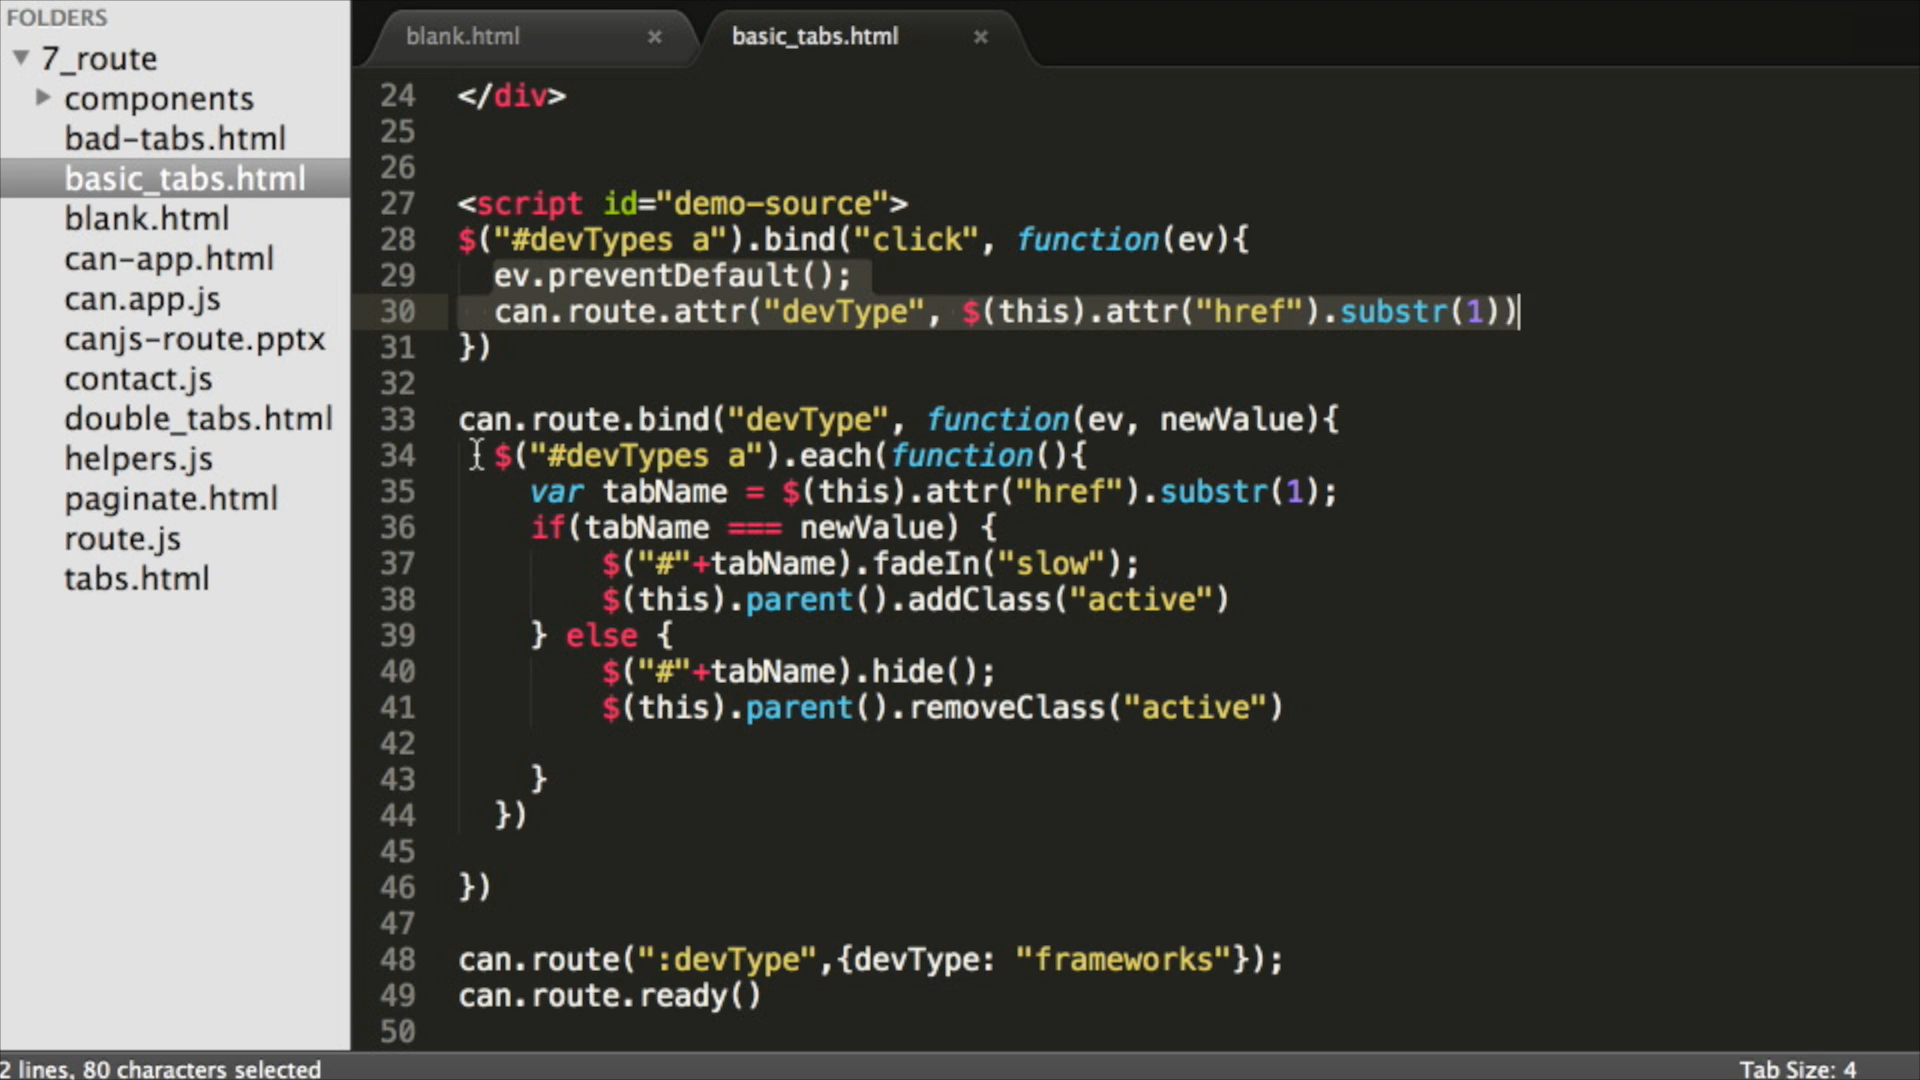 FOLDERS
7_route
components
bad-tabs.html
basic_tabs.html
blank.html
can-app.html
can.app.js
canjs-route.pptx
contact.js
double_tabs.html
helpers.js
paginate.html
route.js
tabs.html
blank.html ×
basic_tabs.html ×
24 </div>
25
26
27 <script id="demo-source">
28 $("#devTypes a").bind("click", function(ev){
29   ev.preventDefault();
30   can.route.attr("devType", $(this).attr("href").substr(1))
31 })
32
33 can.route.bind("devType", function(ev, newValue){
34   $("#devTypes a").each(function(){
35     var tabName = $(this).attr("href").substr(1);
36     if(tabName === newValue) {
37         $("#"+tabName).fadeIn("slow");
38         $(this).parent().addClass("active")
39     } else {
40         $("#"+tabName).hide();
41         $(this).parent().removeClass("active")
42
43     }
44   })
45
46 })
47
48 can.route(":devType",{devType: "frameworks"});
49 can.route.ready()
50
2 lines, 80 characters selected
Tab Size: 4